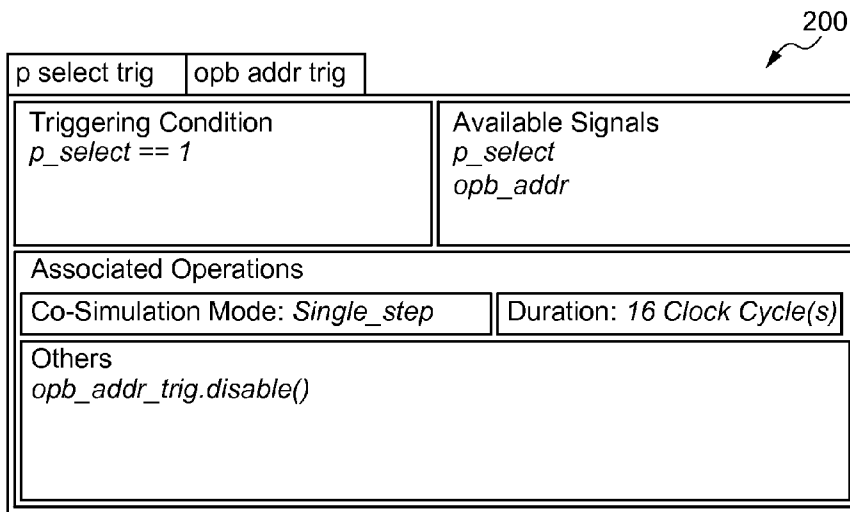 200
p select trig
opb addr trig
Triggering Condition
p_select == 1
Available Signals
p_select
opb_addr
Associated Operations
Co-Simulation Mode: Single_step
Duration: 16 Clock Cycle(s)
Others
opb_addr_trig.disable()